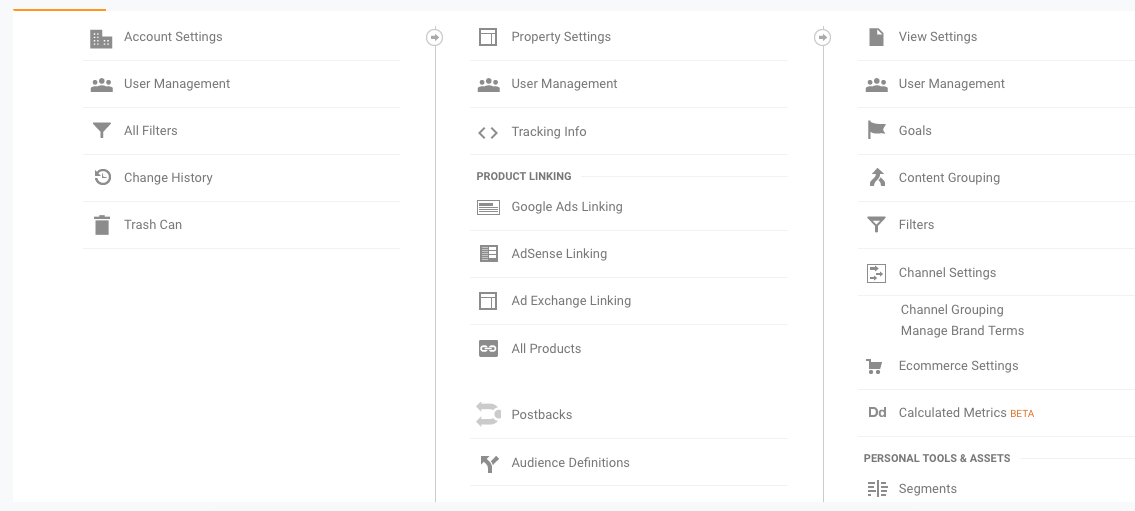 Account Settings
User Management
All Filters
Change History
Trash Can
Property Settings
User Management
Tracking Info
PRODUCT LINKING
Google Ads Linking
AdSense Linking
Ad Exchange Linking
All Products
Postbacks
Audience Definitions
View Settings
User Management
Goals
Content Grouping
Filters
Channel Settings
Channel Grouping
Manage Brand Terms
Ecommerce Settings
Dd Calculated Metrics BETA
PERSONAL TOOLS & ASSETS
Segments